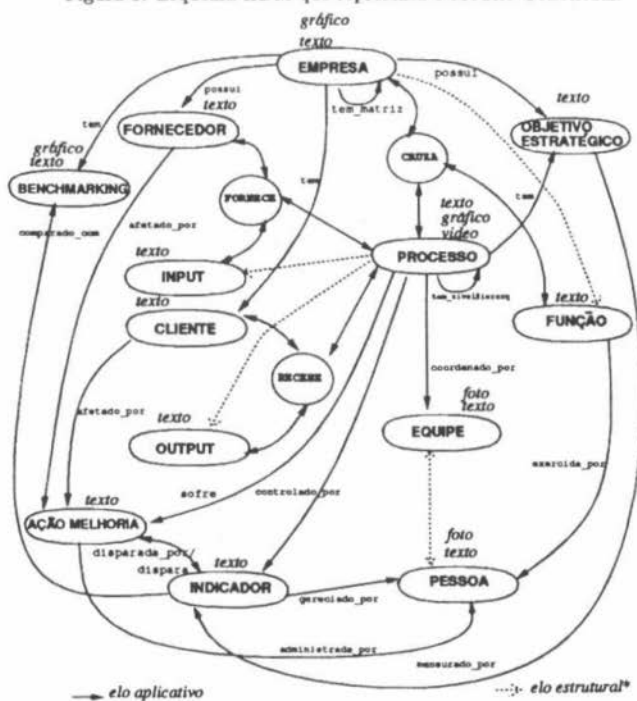 gráfico
texto
EMPRESA
possui
possui
tem_matriz
texto
texto
FORNECEDOR
OBJETIVO
ESTRATÉGICO
tem
gráfico
texto
BENCHMARKING
CRUZA
tem
FORNECE
texto
gráfico
vídeo
tem
comparado_com
afetado_por
texto
PROCESSO
INPUT
texto
texto
CLIENTE
FUNÇÃO
coordenado_por
RECEBE
foto
texto
afetado_por
texto
EQUIPE
OUTPUT
exercida_por
texto
sofre
controlado_por
AÇÃO MELHORIA
foto
texto
disparada_por/
dispara
texto
INDICADOR
PESSOA
gerenciado_por
administrada_por
mensurado_por
elo aplicativo
elo estrutural*